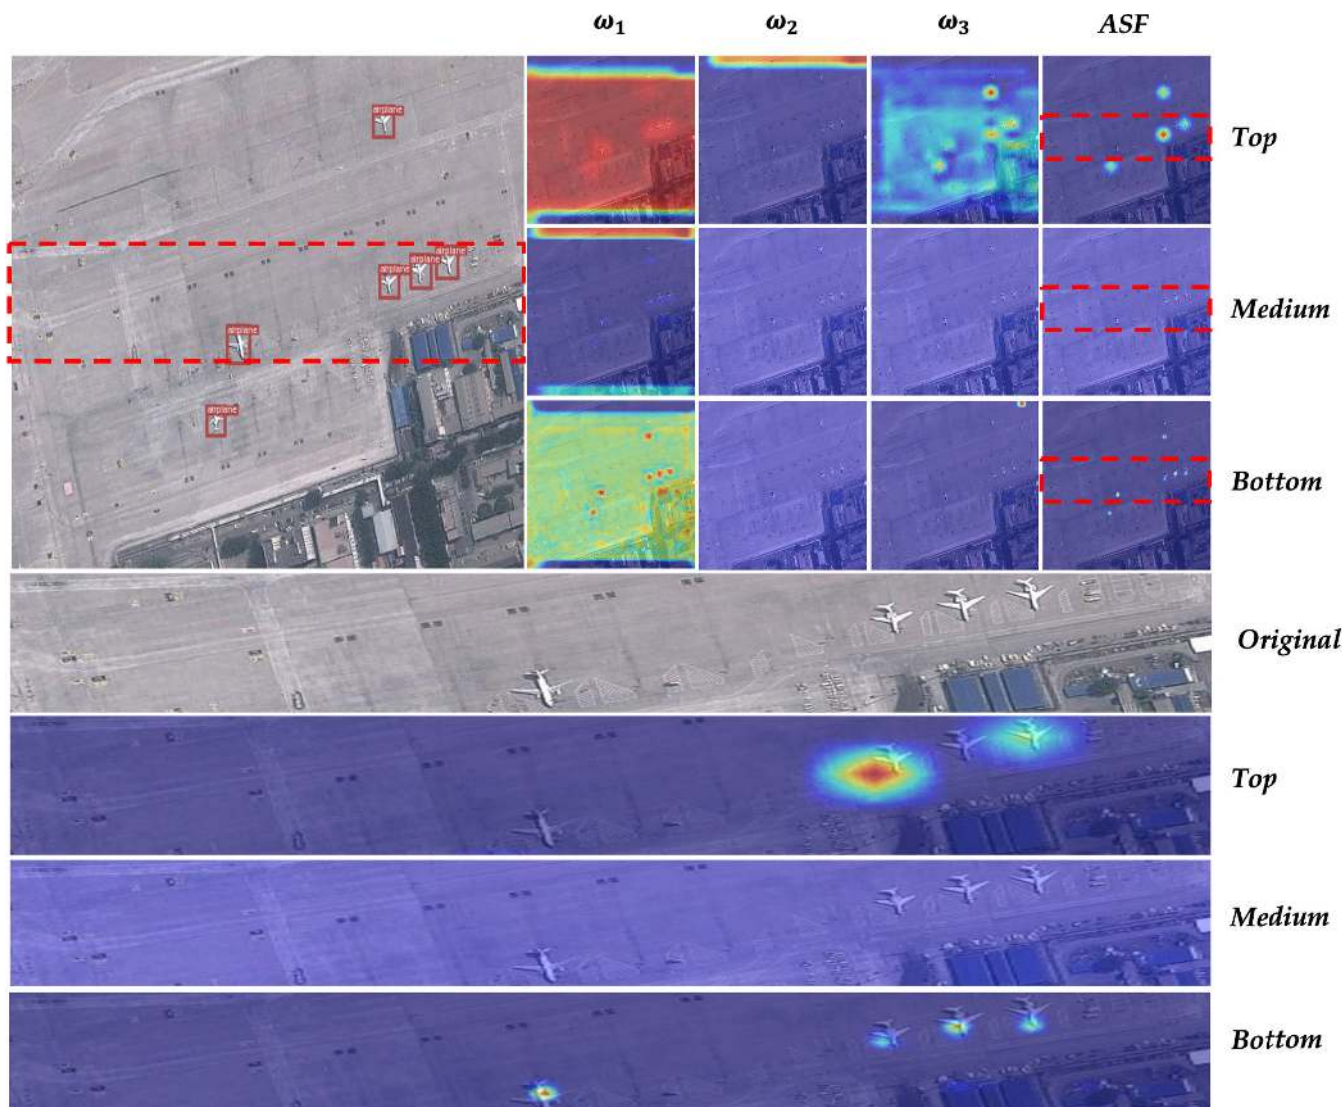 ω₁ ω₂ ω₃ ASF
airplane
airplane
airplane
airplane
airplane
airplane
Top
Medium
Bottom
Original
Top
Medium
Bottom